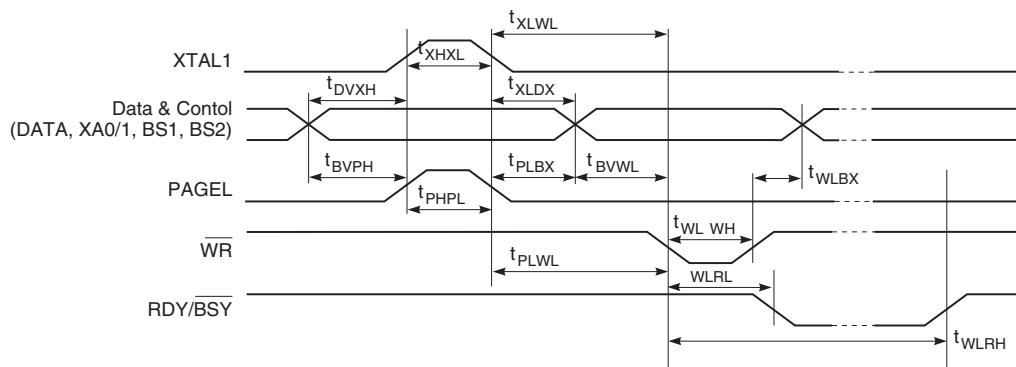 tXLWL
XTAL1
tXHXL
tDVXH
tXLDX
Data & Contol
(DATA, XA0/1, BS1, BS2)
tBVPH
tPLBX
tBVWL
tWLBX
PAGEL
tPHPL
tWL WH
WR
tPLWL
WLRL
RDY/BSY
tWLRH